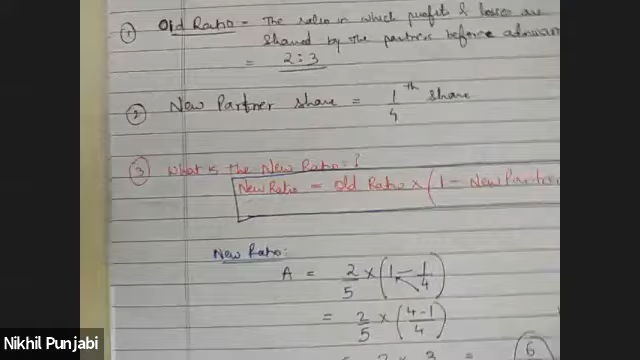 ① Old Ratio = The ratio in which profits & losses are
shared by the partners before
= 2:3
② New Partner share = 1/4 th share
③ What is the New Ratio?
New Ratio = Old Ratio × (1 - New Partner
New Ratio:
A = 2/5 × (1 - 1/4)
= 2/5 × (4-1/4)
6
Nikhil Punjabi